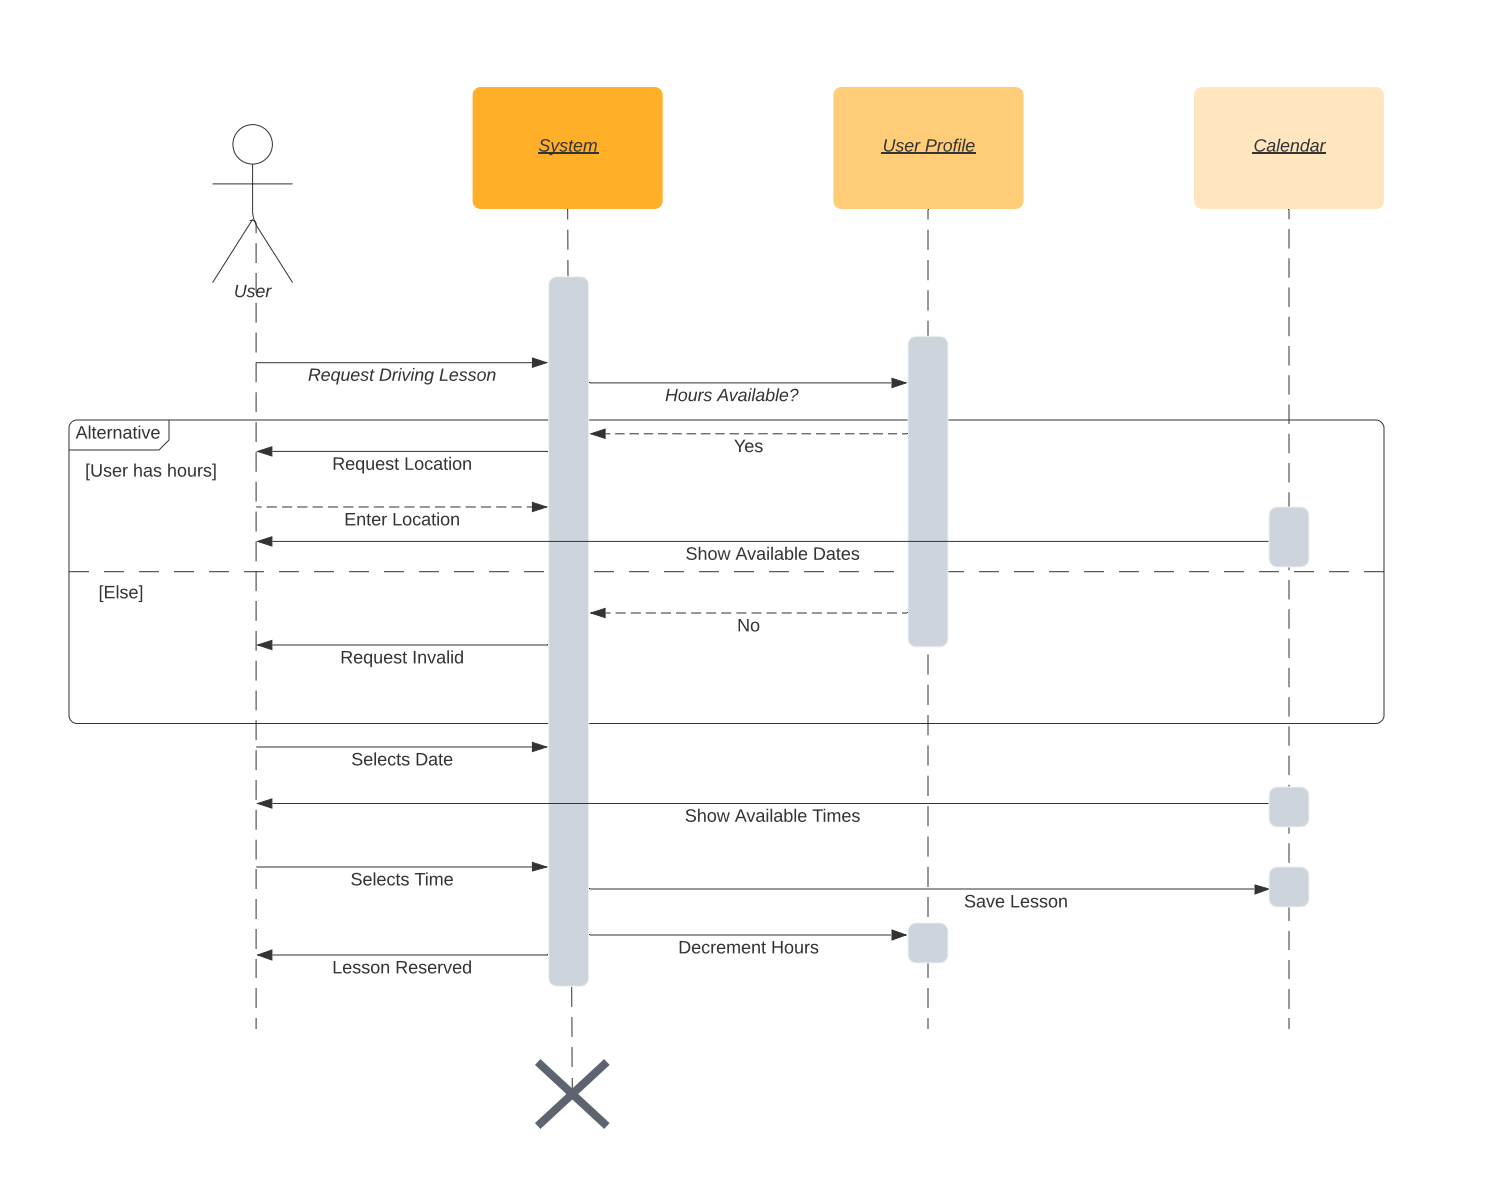 System
User Profile
Calendar
User
Request Driving Lesson
Hours Available?
Alternative
Yes
Request Location
[User has hours]
Enter Location
Show Available Dates
[Else]
No
Request Invalid
Selects Date
Show Available Times
Selects Time
Save Lesson
Decrement Hours
Lesson Reserved